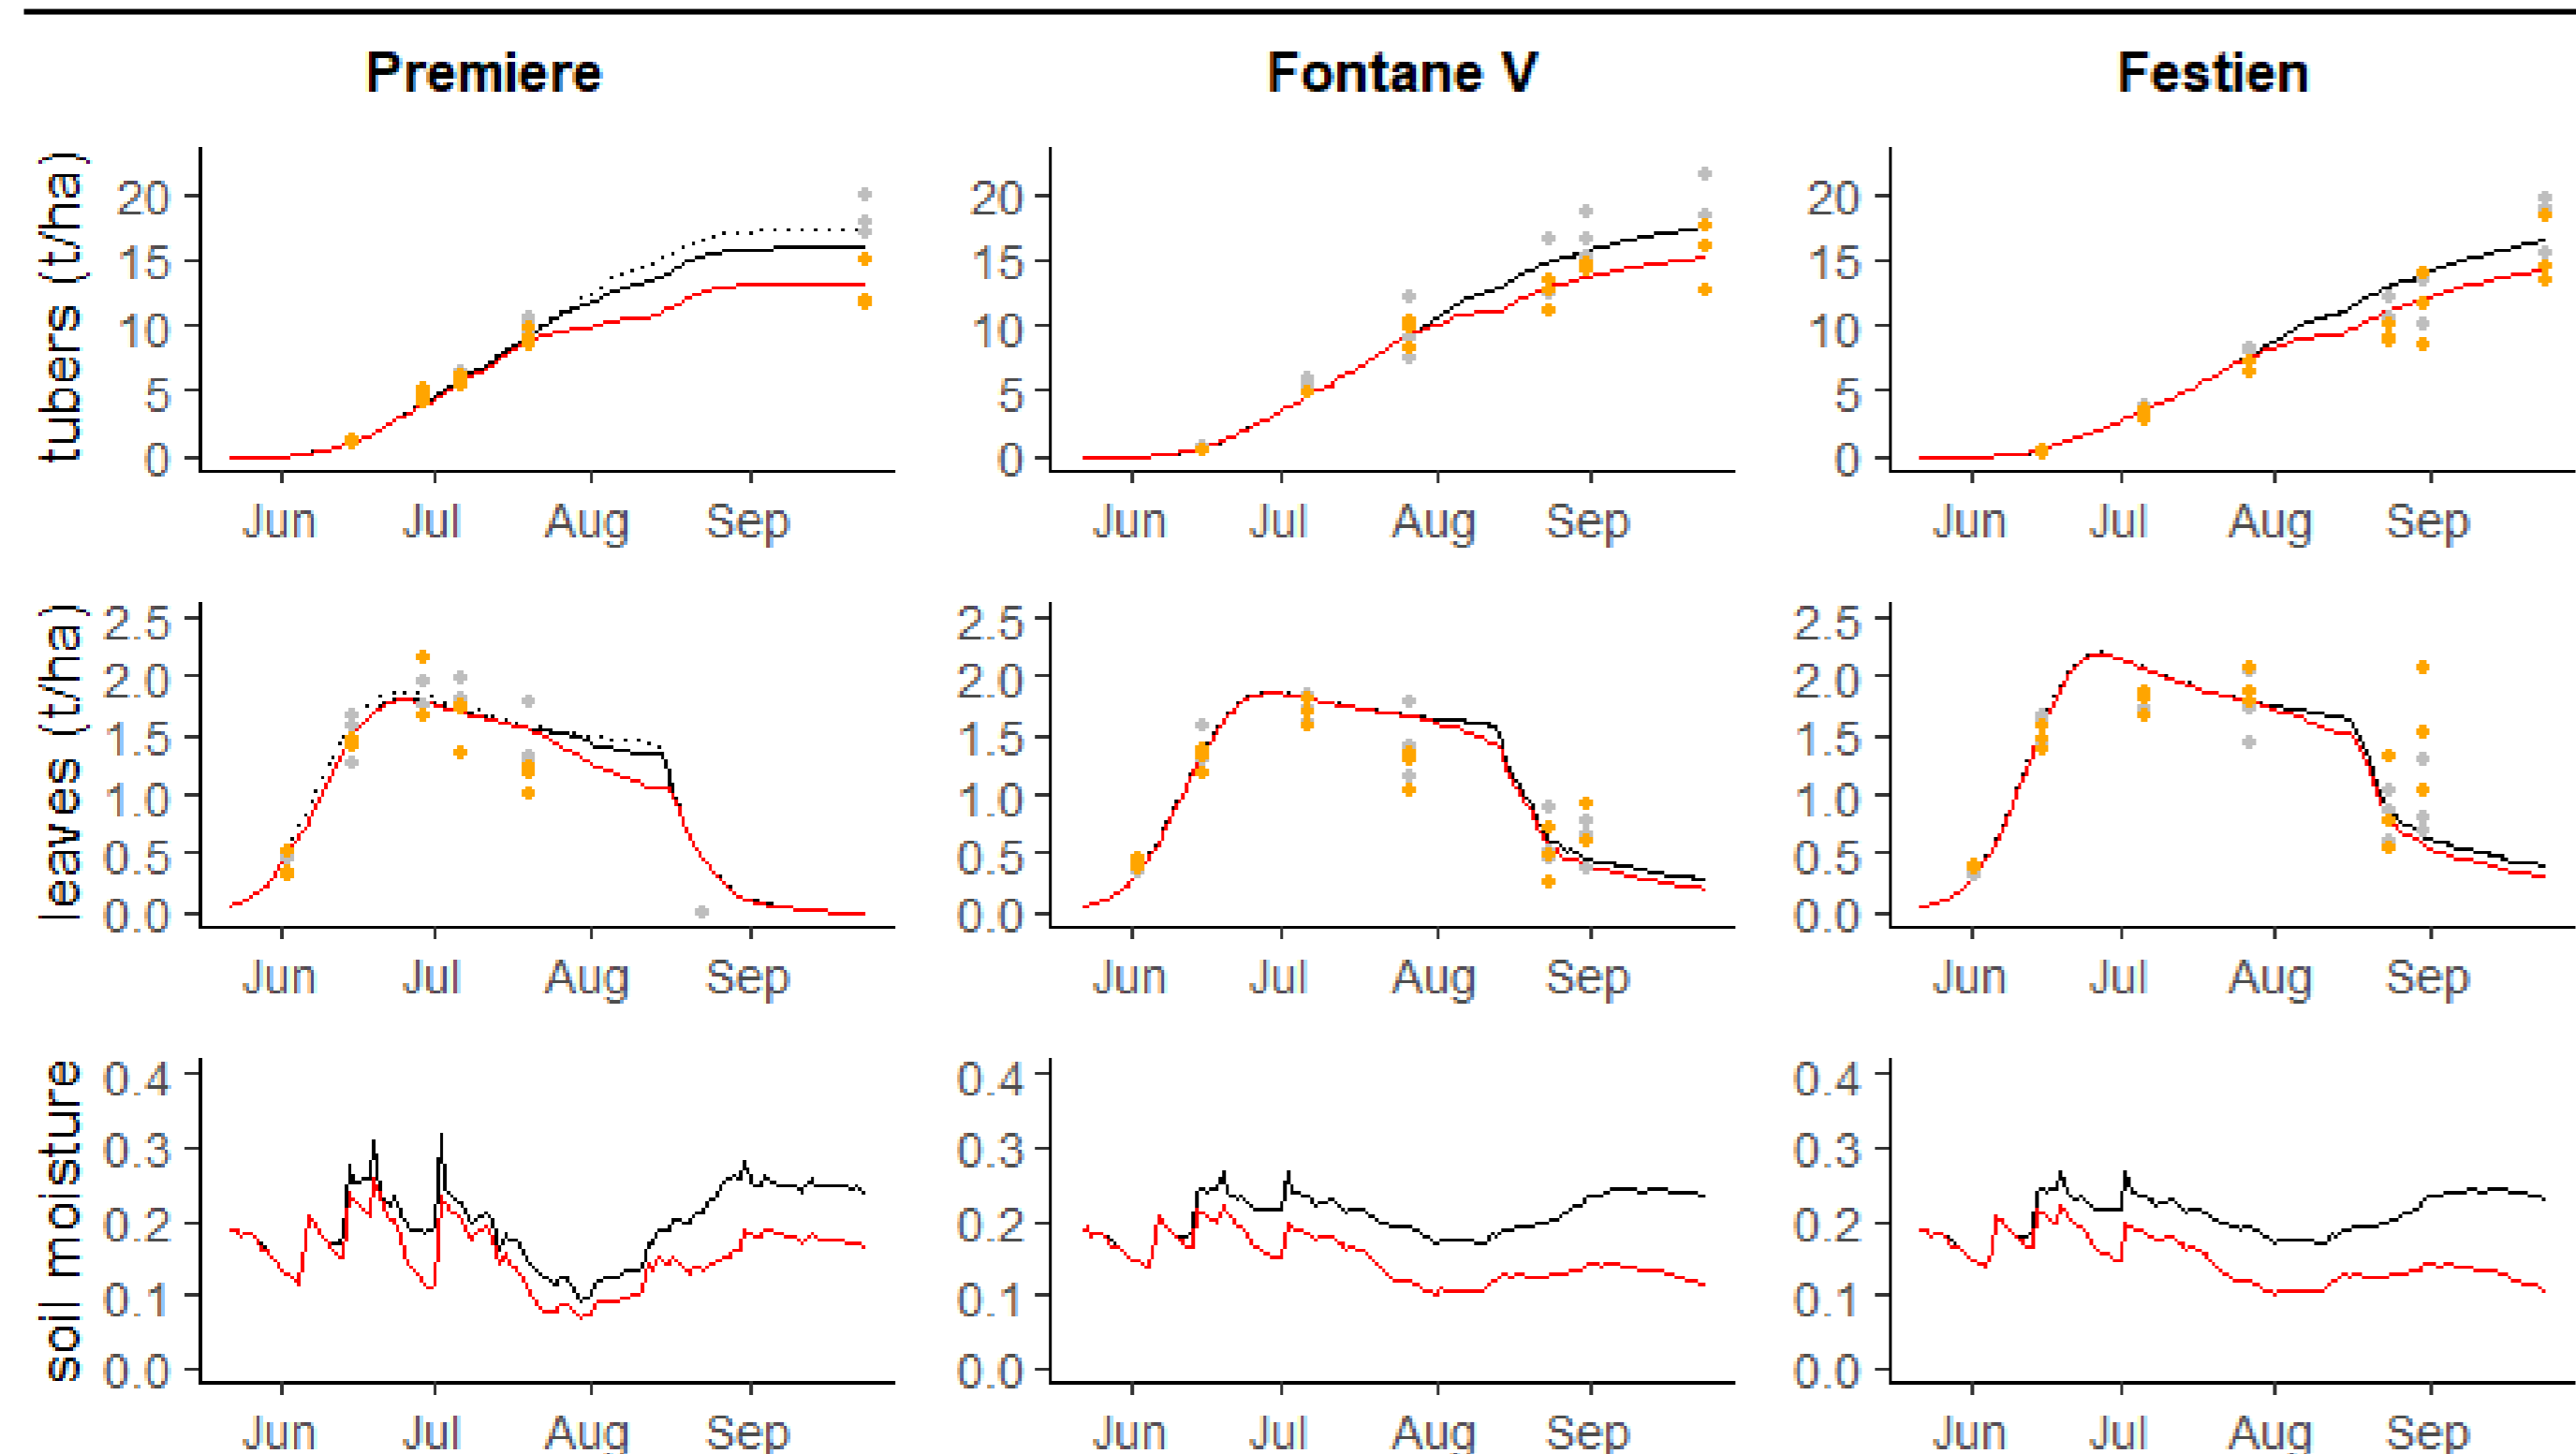 Premiere Fontane V Festien
tubers (t/ha)
20 20 20
15 15 15
10 10 10
5 5 5
0 0 0
Jun Jul Aug Sep Jun Jul Aug Sep Jun Jul Aug Sep
leaves (t/ha)
2.5 2.5 2.5
2.0 2.0 2.0
1.5 1.5 1.5
1.0 1.0 1.0
0.5 0.5 0.5
0.0 0.0 0.0
Jun Jul Aug Sep Jun Jul Aug Sep Jun Jul Aug Sep
soil moisture
0.4 0.4 0.4
0.3 0.3 0.3
0.2 0.2 0.2
0.1 0.1 0.1
0.0 0.0 0.0
Jun Jul Aug Sep Jun Jul Aug Sep Jun Jul Aug Sep